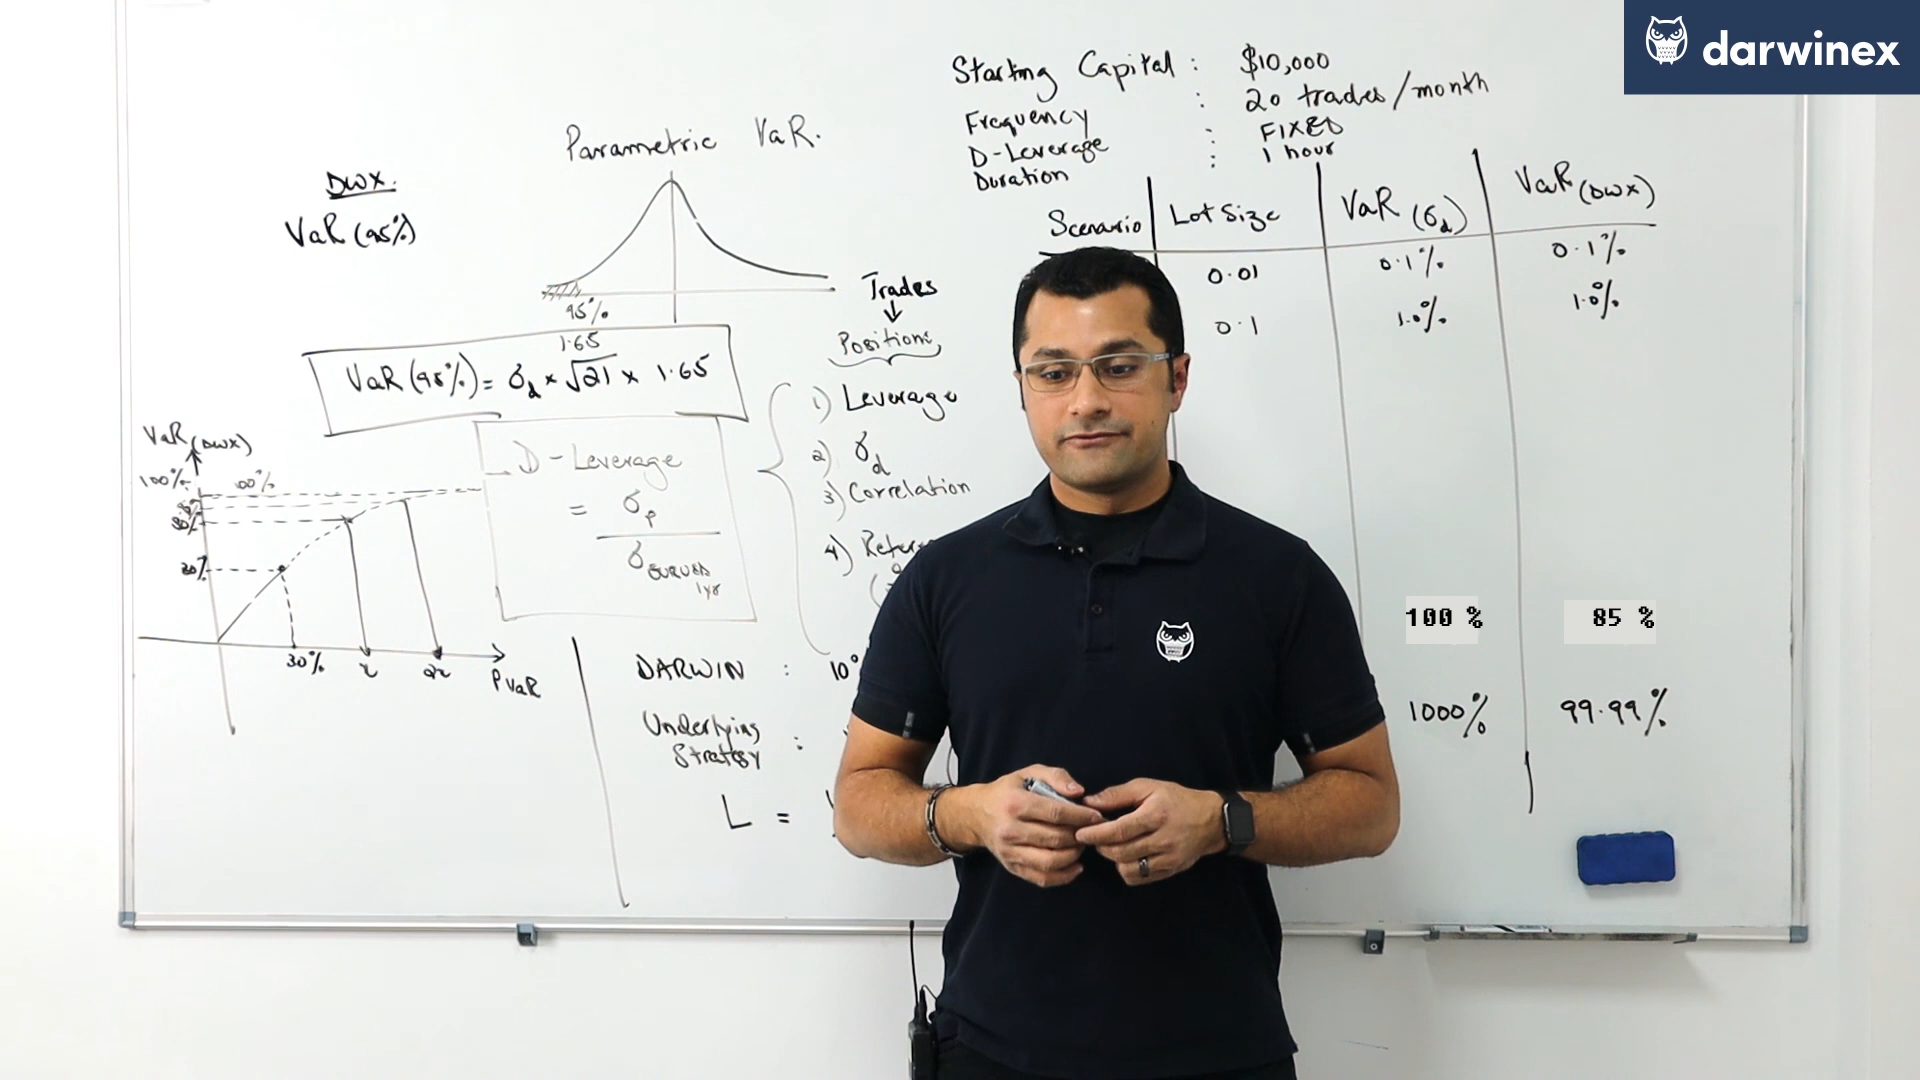 darwinex
DWX.
VaR (95%)
Parametric VaR.
95%
1.65
VaR (95%) = σd × √21 × 1.65
VaR (DWX)
100%
00%
30%
30%
r
2r
PVaR
D-Leverage
= σp
σEURUSD
1yr
Trades
↓
Positions
1) Leverage
2) σd
3) Correlation
4)
DARWIN :
Underlying
Strategy :
L =
Starting Capital : $10,000
Frequency : 20 trades/month
D-Leverage : FIXED
Duration : 1 hour
Scenario Lot Size VaR (σd) VaR (DWX)
0.01 0.1% 0.1%
0.1 1.0% 1.0%
100 % 85 %
1000% 99.99%